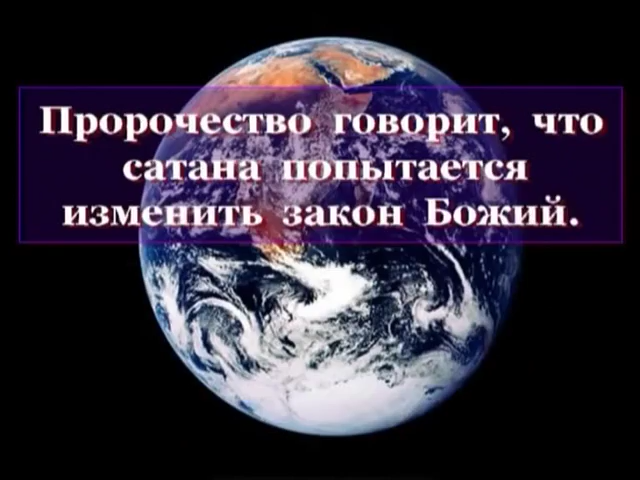 Пророчество говорит, что
сатана попытается
изменить закон Божий.